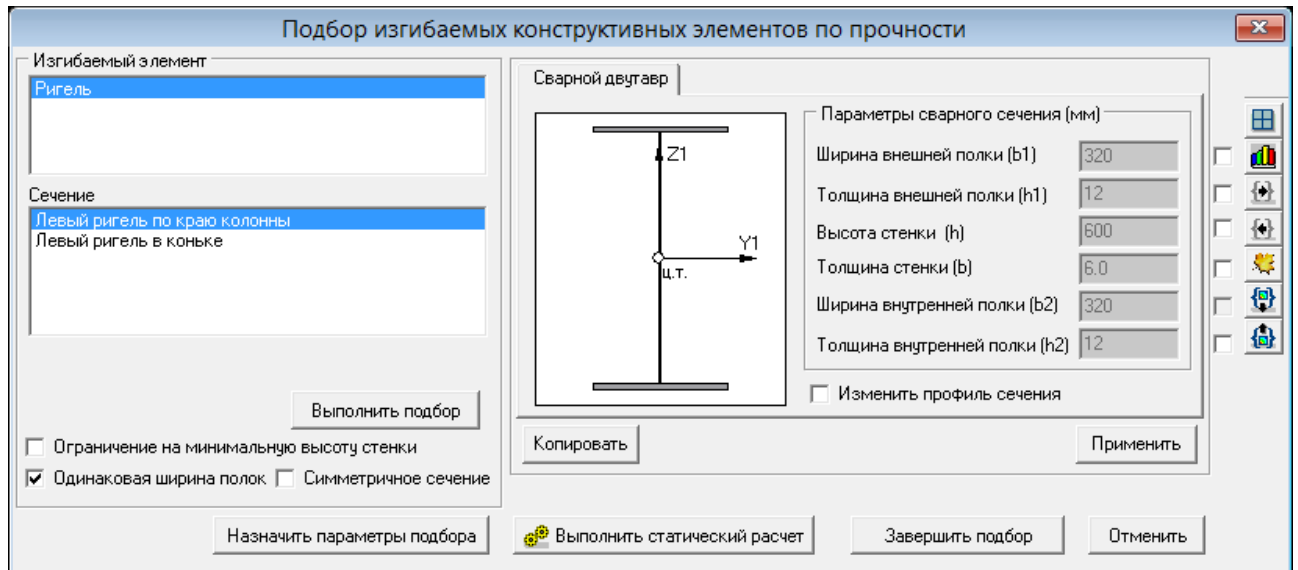 Подбор изгибаемых конструктивных элементов по прочности
Изгибаемый элемент
Ригель
Сечение
Левый ригель по краю колонны
Левый ригель в коньке
Выполнить подбор
Ограничение на минимальную высоту стенки
Одинаковая ширина полок
Симметричное сечение
Сварной двутавр
Z1
Y1
ц.т.
Параметры сварного сечения (мм)
Ширина внешней полки (b1) 320
Толщина внешней полки (h1) 12
Высота стенки (h) 600
Толщина стенки (b) 6.0
Ширина внутренней полки (b2) 320
Толщина внутренней полки (h2) 12
Изменить профиль сечения
Копировать
Применить
Назначить параметры подбора
Выполнить статический расчет
Завершить подбор
Отменить